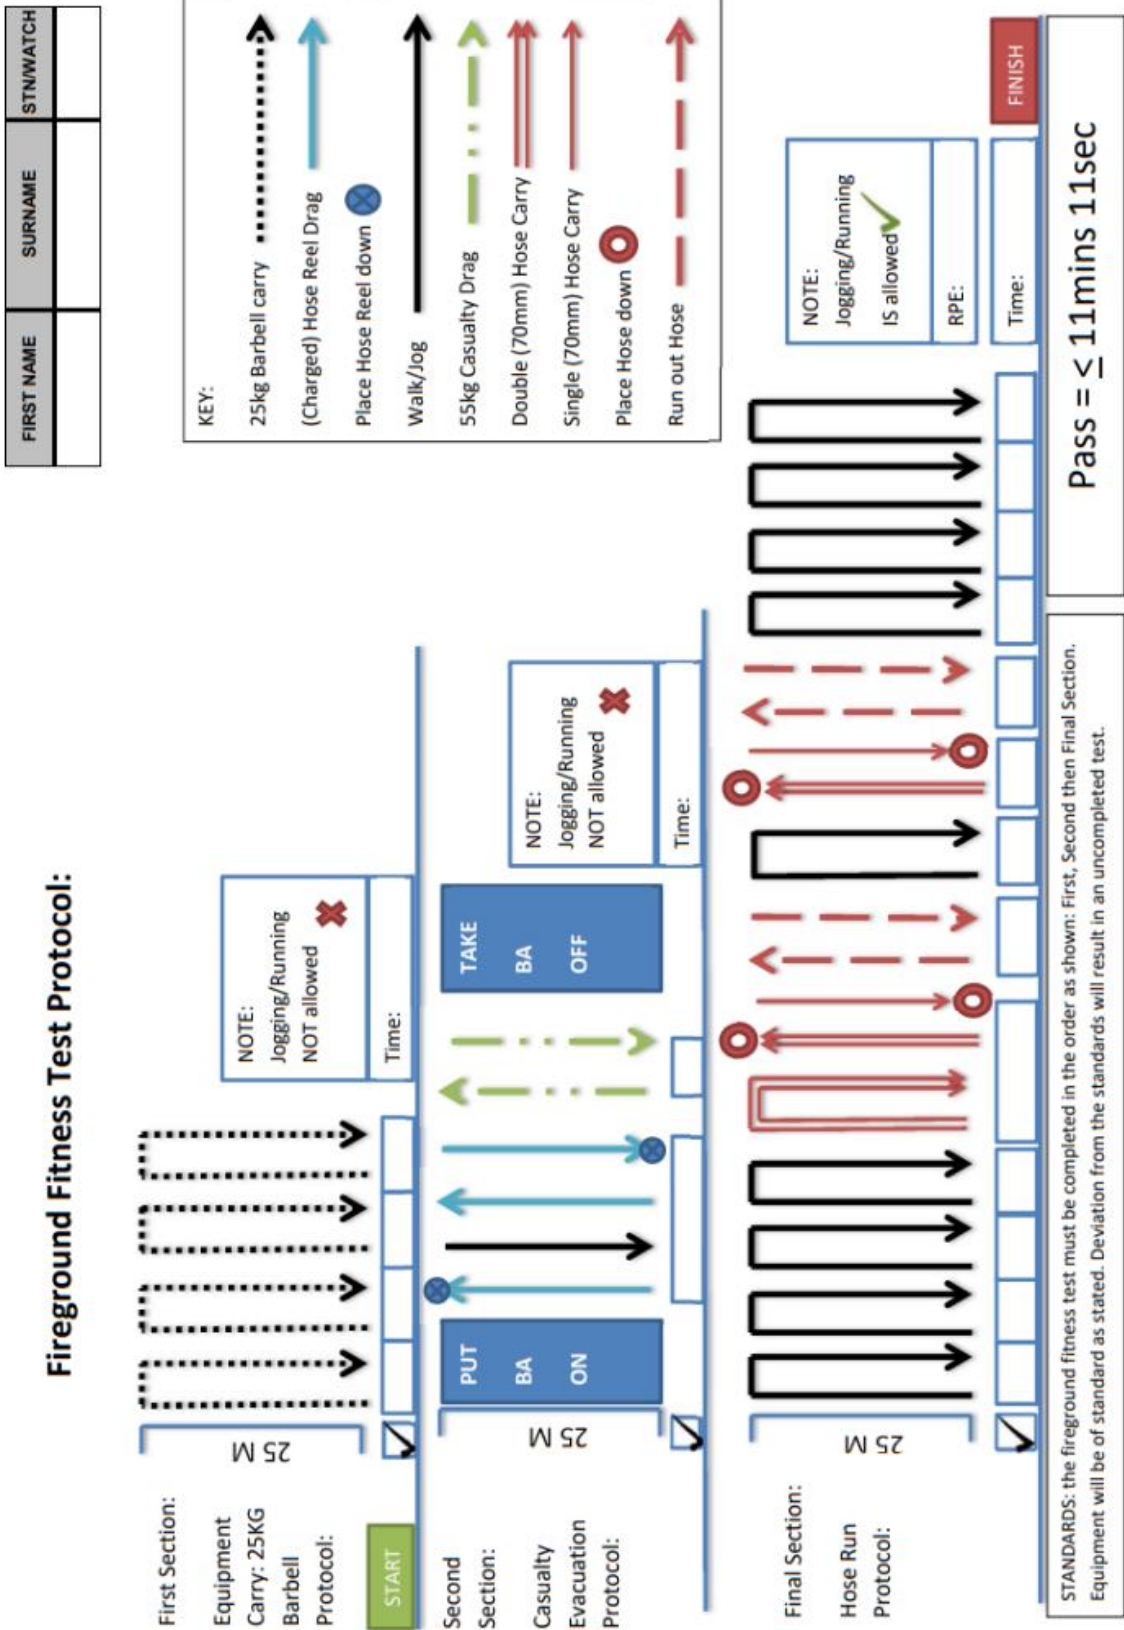 FIRST NAME SURNAME STN/WATCH
Fireground Fitness Test Protocol:
KEY:
25kg Barbell carry
(Charged) Hose Reel Drag
Place Hose Reel down
Walk/Jog
55kg Casualty Drag
Double (70mm) Hose Carry
Single (70mm) Hose Carry
Place Hose down
Run out Hose
First Section:
Equipment
Carry: 25KG
Barbell
Protocol:
START
25 M
NOTE:
Jogging/Running
NOT allowed
Time:
Second
Section:
Casualty
Evacuation
Protocol:
25 M
PUT
BA
ON
TAKE
BA
OFF
NOTE:
Jogging/Running
NOT allowed
Time:
Final Section:
Hose Run
Protocol:
25 M
NOTE:
Jogging/Running
IS allowed
RPE:
Time:
FINISH
STANDARDS: the fireground fitness test must be completed in the order as shown: First, Second then Final Section.
Equipment will be of standard as stated. Deviation from the standards will result in an uncompleted test.
Pass = ≤ 11mins 11sec